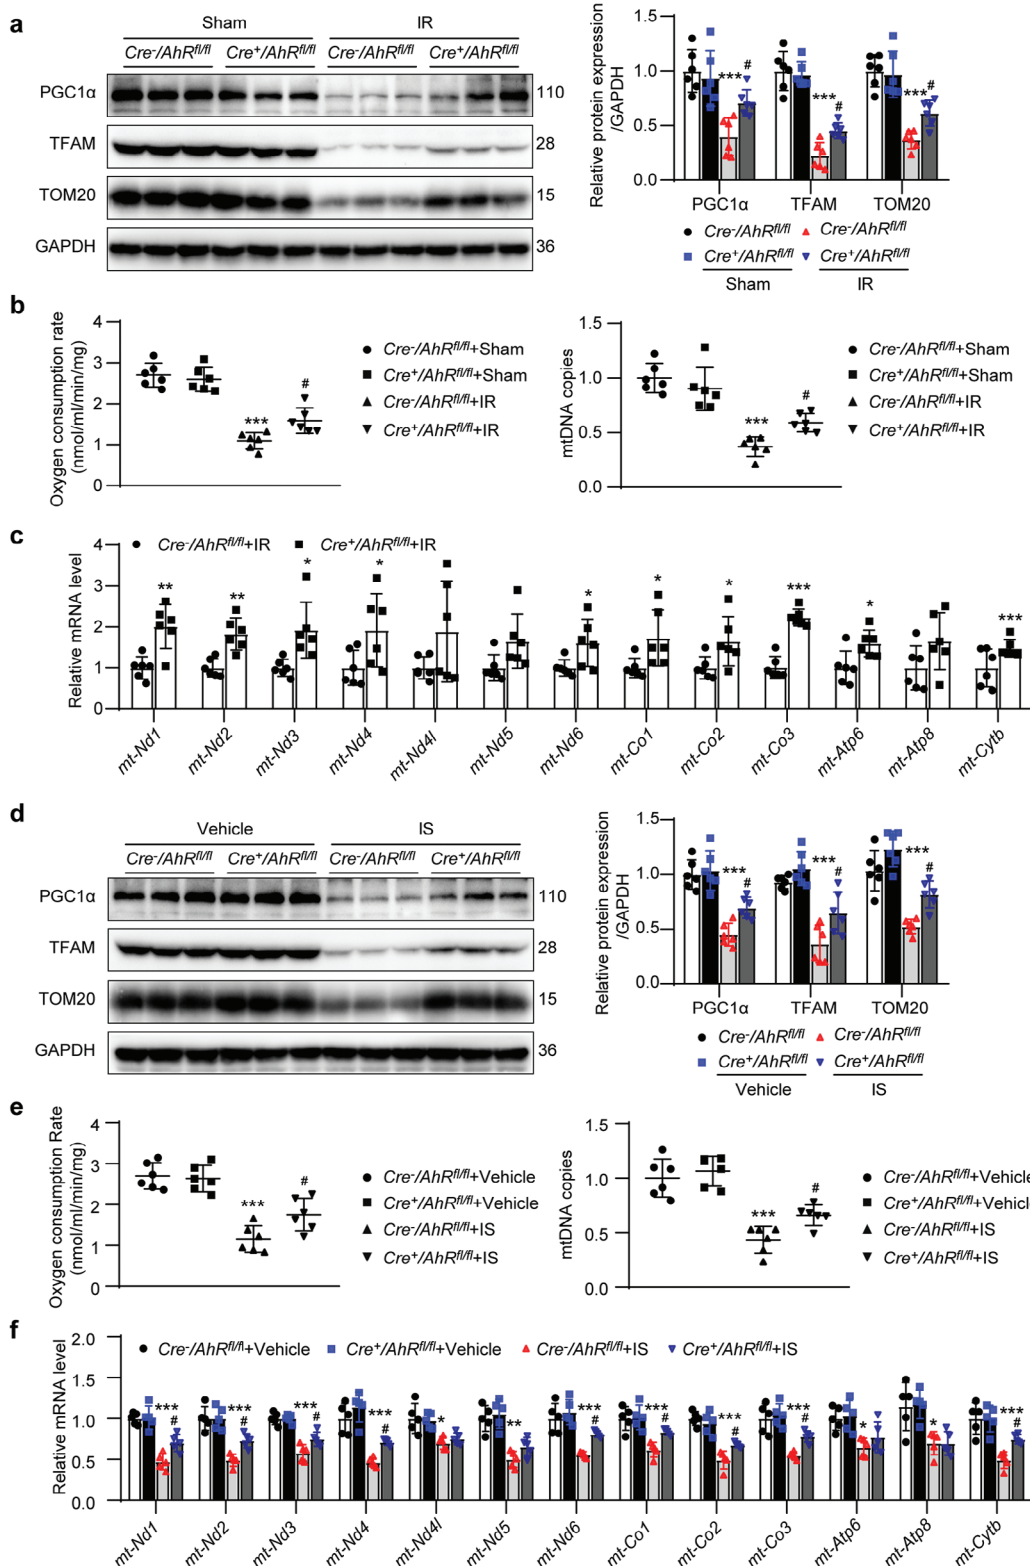 a
Sham IR
Cre-/AhRfl/fl Cre+/AhRfl/fl Cre-/AhRfl/fl Cre+/AhRfl/fl
PGC1α 110
TFAM 28
TOM20 15
GAPDH 36
Relative protein expression
/GAPDH
1.5
1.0
0.5
0.0
*** # *** # *** #
PGC1α TFAM TOM20
Cre-/AhRfl/fl Cre-/AhRfl/fl
Cre+/AhRfl/fl Cre+/AhRfl/fl
Sham IR
b
Oxygen consumption rate
(nmol/ml/min/mg)
4
3
2
1
0
*** #
Cre-/AhRfl/fl+Sham
Cre+/AhRfl/fl+Sham
Cre-/AhRfl/fl+IR
Cre+/AhRfl/fl+IR
mtDNA copies
1.5
1.0
0.5
0.0
*** #
Cre-/AhRfl/fl+Sham
Cre+/AhRfl/fl+Sham
Cre-/AhRfl/fl+IR
Cre+/AhRfl/fl+IR
c
Relative mRNA level
4
3
2
1
0
Cre-/AhRfl/fl+IR Cre+/AhRfl/fl+IR
** ** * * * * * *** * ***
mt-Nd1 mt-Nd2 mt-Nd3 mt-Nd4 mt-Nd4l mt-Nd5 mt-Nd6 mt-Co1 mt-Co2 mt-Co3 mt-Atp6 mt-Atp8 mt-Cytb
d
Vehicle IS
Cre-/AhRfl/fl Cre+/AhRfl/fl Cre-/AhRfl/fl Cre+/AhRfl/fl
PGC1α 110
TFAM 28
TOM20 15
GAPDH 36
Relative protein expression
/GAPDH
1.5
1.0
0.5
0.0
*** # *** # *** #
PGC1α TFAM TOM20
Cre-/AhRfl/fl Cre-/AhRfl/fl
Cre+/AhRfl/fl Cre+/AhRfl/fl
Vehicle IS
e
Oxygen consumption Rate
(nmol/ml/min/mg)
4
3
2
1
0
*** #
Cre-/AhRfl/fl+Vehicle
Cre+/AhRfl/fl+Vehicle
Cre-/AhRfl/fl+IS
Cre+/AhRfl/fl+IS
mtDNA copies
1.5
1.0
0.5
0.0
*** #
Cre-/AhRfl/fl+Vehicle
Cre+/AhRfl/fl+Vehicle
Cre-/AhRfl/fl+IS
Cre+/AhRfl/fl+IS
f
Relative mRNA level
2.0
1.5
1.0
0.5
0.0
Cre-/AhRfl/fl+Vehicle Cre+/AhRfl/fl+Vehicle Cre-/AhRfl/fl+IS Cre+/AhRfl/fl+IS
*** # *** # *** # *** # * ** *** # *** # *** # *** # * * *** #
mt-Nd1 mt-Nd2 mt-Nd3 mt-Nd4 mt-Nd4l mt-Nd5 mt-Nd6 mt-Co1 mt-Co2 mt-Co3 mt-Atp6 mt-Atp8 mt-Cytb